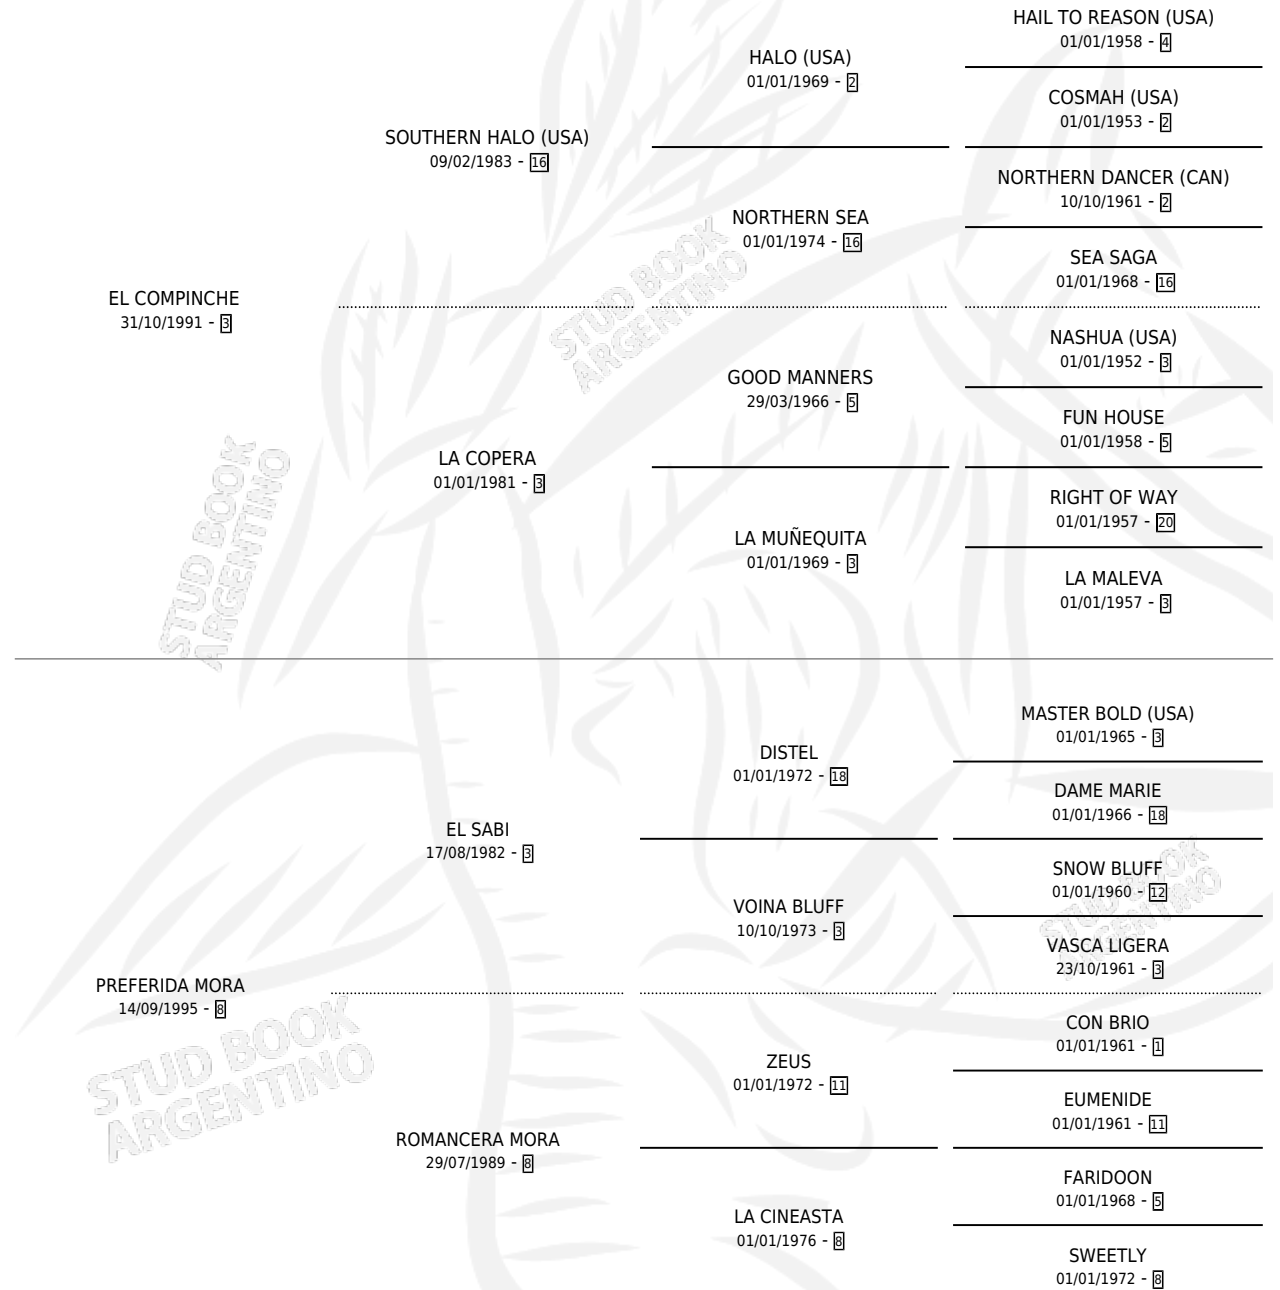 HAIL TO REASON (USA)
01/01/1958 - 4
HALO (USA)
01/01/1969 - 2
COSMAH (USA)
01/01/1953 - 2
SOUTHERN HALO (USA)
09/02/1983 - 16
NORTHERN DANCER (CAN)
10/10/1961 - 2
NORTHERN SEA
01/01/1974 - 16
SEA SAGA
01/01/1968 - 16
EL COMPINCHE
31/10/1991 - 3
NASHUA (USA)
01/01/1952 - 3
GOOD MANNERS
29/03/1966 - 5
FUN HOUSE
01/01/1958 - 5
LA COPERA
01/01/1981 - 3
RIGHT OF WAY
01/01/1957 - 20
LA MUÑEQUITA
01/01/1969 - 3
LA MALEVA
01/01/1957 - 3
MASTER BOLD (USA)
01/01/1965 - 3
DISTEL
01/01/1972 - 18
DAME MARIE
01/01/1966 - 18
EL SABI
17/08/1982 - 3
SNOW BLUFF
01/01/1960 - 12
VOINA BLUFF
10/10/1973 - 3
VASCA LIGERA
23/10/1961 - 3
PREFERIDA MORA
14/09/1995 - 8
CON BRIO
01/01/1961 - 1
ZEUS
01/01/1972 - 11
EUMENIDE
01/01/1961 - 11
ROMANCERA MORA
29/07/1989 - 8
FARIDOON
01/01/1968 - 5
LA CINEASTA
01/01/1976 - 8
SWEETLY
01/01/1972 - 8
STUD BOOK
ARGENTINO
STUD BOOK
ARGENTINO
STUD BOOK
ARGENTINO
STUD BOOK
ARGENTINO